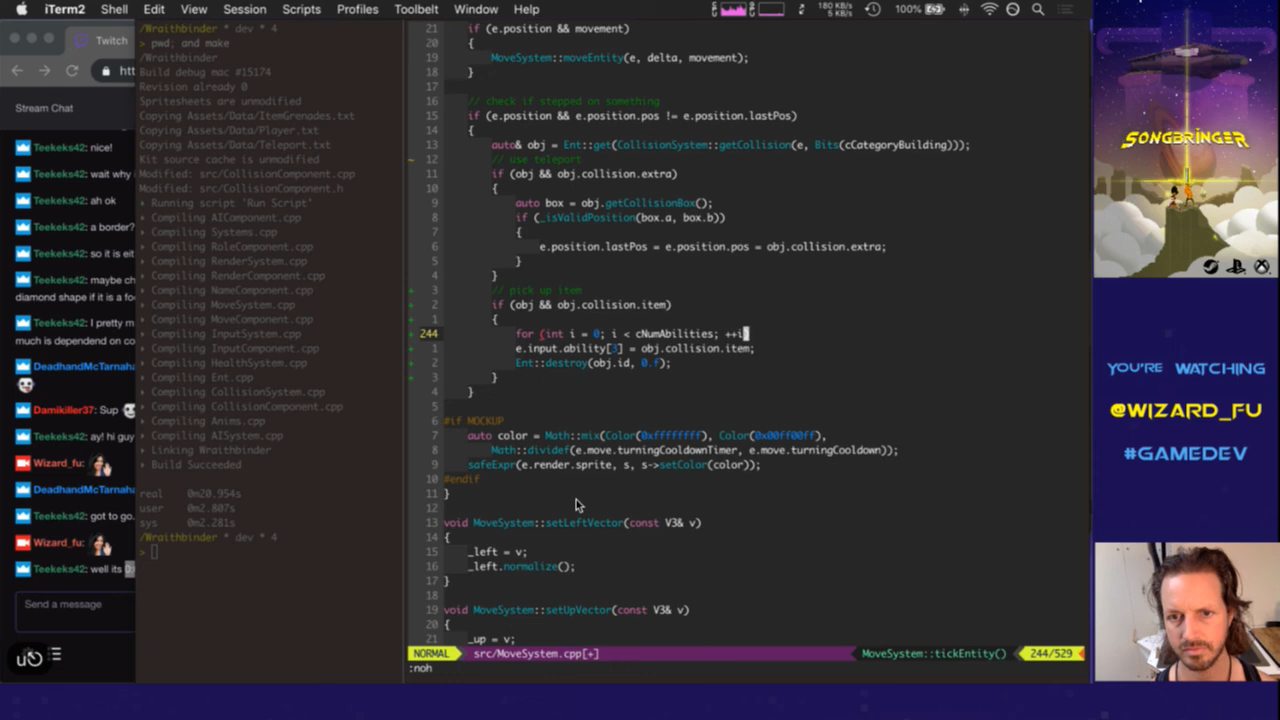 iTerm2 Shell Edit View Session Scripts Profiles Toolbelt Window Help 180 KB/s 5 KB/s 100%
Twitch
htt
Stream Chat
Teekeks42: nice!
Teekeks42: wait why
Teekeks42: ah ok
Teekeks42: a border?
Teekeks42: so it is eit
Teekeks42: maybe ch
diamond shape if it is a fo
Teekeks42: I pretty m
much is dependend on co
DeadhandMcTarnaha
Damikiller37: Sup
Teekeks42: ay! hi guy
Wizard_fu:
DeadhandMcTarnaha
Teekeks42: got to go.
Wizard_fu:
Teekeks42: well its
Send a message
/Wraithbinder * dev * 4
> pwd; and make
/Wraithbinder
Build debug mac #15174
Revision already 0
Spritesheets are unmodified
Copying Assets/Data/ItemGrenades.txt
Copying Assets/Data/Player.txt
Copying Assets/Data/Teleport.txt
Kit source cache is unmodified
Modified: src/CollisionComponent.cpp
Modified: src/CollisionComponent.h
Running script 'Run Script'
Compiling AIComponent.cpp
Compiling Systems.cpp
Compiling RoleComponent.cpp
Compiling RenderSystem.cpp
Compiling RenderComponent.cpp
Compiling NameComponent.cpp
Compiling MoveSystem.cpp
Compiling MoveComponent.cpp
Compiling InputSystem.cpp
Compiling InputComponent.cpp
Compiling HealthSystem.cpp
Compiling Ent.cpp
Compiling CollisionSystem.cpp
Compiling CollisionComponent.cpp
Compiling Anims.cpp
Compiling AISystem.cpp
Linking Wraithbinder
Build Succeeded
real 0m20.954s
user 0m2.807s
sys 0m2.281s
/Wraithbinder * dev * 4
>
21 if (e.position && movement)
20 {
19 MoveSystem::moveEntity(e, delta, movement);
18 }
17
16 // check if stepped on something
15 if (e.position && e.position.pos != e.position.lastPos)
14 {
13 auto& obj = Ent::get(CollisionSystem::getCollision(e, Bits(cCategoryBuilding)));
~ 12 // use teleport
11 if (obj && obj.collision.extra)
10 {
9 auto box = obj.getCollisionBox();
8 if (_isValidPosition(box.a, box.b))
7 {
6 e.position.lastPos = e.position.pos = obj.collision.extra;
5 }
4 }
+ 3 // pick up item
+ 2 if (obj && obj.collision.item)
+ 1 {
+ 244 for (int i = 0; i < cNumAbilities; ++i
+ 1 e.input.ability[3] = obj.collision.item;
+ 2 Ent::destroy(obj.id, 0.f);
+ 3 }
4 }
5
6 #if MOCKUP
7 auto color = Math::mix(Color(0xffffffff), Color(0x00ff00ff),
8 Math::dividef(e.move.turningCooldownTimer, e.move.turningCooldown));
9 safeExpr(e.render.sprite, s, s->setColor(color));
10 #endif
11 }
12
13 void MoveSystem::setLeftVector(const V3& v)
14 {
15 _left = v;
16 _left.normalize();
17 }
18
19 void MoveSystem::setUpVector(const V3& v)
20 {
21 _up = v;
NORMAL src/MoveSystem.cpp[+] MoveSystem::tickEntity() 244/529
:noh
SONGBRINGER
YOU'RE WATCHING
@WIZARD_FU
#GAMEDEV